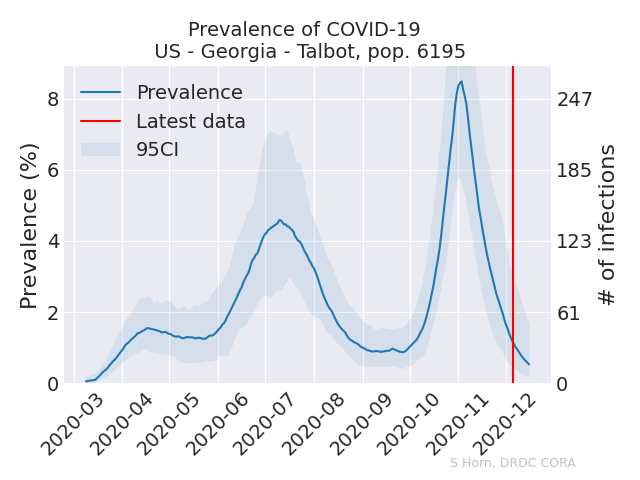 Prevalence of COVID-19
US - Georgia - Talbot, pop. 6195
Prevalence (%)
8
6
4
2
0
Prevalence
Latest data
95CI
247
185
123
61
0
# of infections
2020-03
2020-04
2020-05
2020-06
2020-07
2020-08
2020-09
2020-10
2020-11
2020-12
S Horn, DRDC CORA